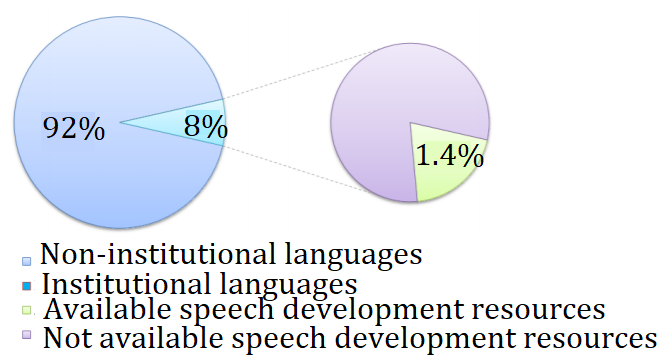 92%
8%
1.4%
Non-institutional languages
Institutional languages
Available speech development resources
Not available speech development resources